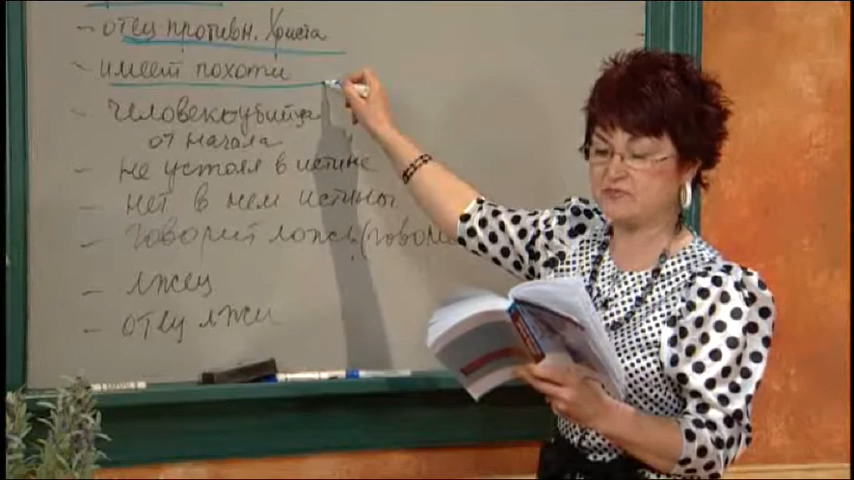 - отец противн. Христа
- имеет похоти
- человекоубийца
от начала
- не устоял в истине
- нет в нем истины
- говорит ложь (говори
- лжец
- отец лжи